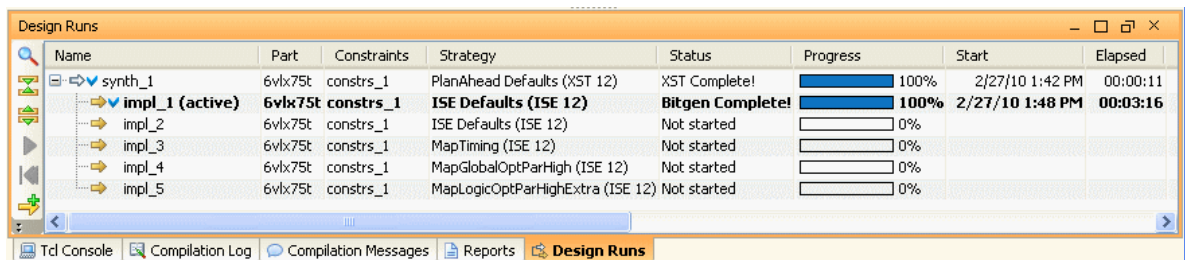 Design Runs
Name Part Constraints Strategy Status Progress Start Elapsed
synth_1 6vlx75t constrs_1 PlanAhead Defaults (XST 12) XST Complete! 100% 2/27/10 1:42 PM 00:00:11
impl_1 (active) 6vlx75t constrs_1 ISE Defaults (ISE 12) Bitgen Complete! 100% 2/27/10 1:48 PM 00:03:16
impl_2 6vlx75t constrs_1 ISE Defaults (ISE 12) Not started 0%
impl_3 6vlx75t constrs_1 MapTiming (ISE 12) Not started 0%
impl_4 6vlx75t constrs_1 MapGlobalOptParHigh (ISE 12) Not started 0%
impl_5 6vlx75t constrs_1 MapLogicOptParHighExtra (ISE 12) Not started 0%
Tcl Console Compilation Log Compilation Messages Reports Design Runs